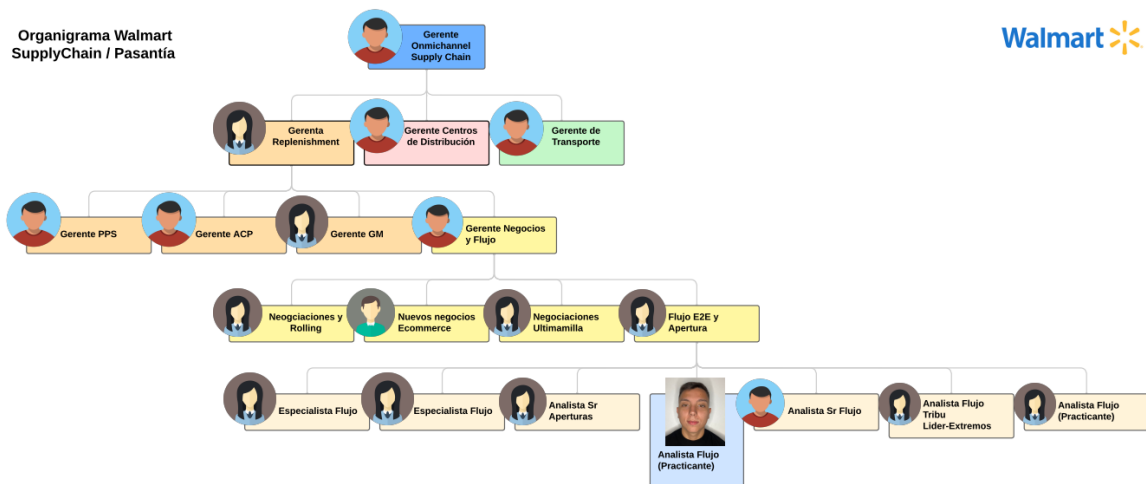 Organigrama Walmart
SupplyChain / Pasantía
Gerente
Onmichannel
Supply Chain
Walmart
Gerenta
Replenishment
Gerente Centros
de Distribución
Gerente de
Transporte
Gerente PPS
Gerente ACP
Gerente GM
Gerente Negocios
y Flujo
Neogciaciones y
Rolling
Nuevos negocios
Ecommerce
Negociaciones
Ultimamilla
Flujo E2E y
Apertura
Especialista Flujo
Especialista Flujo
Analista Sr
Aperturas
Analista Flujo
(Practicante)
Analista Sr Flujo
Analista Flujo
Tribu
Lider-Extremos
Analista Flujo
(Practicante)